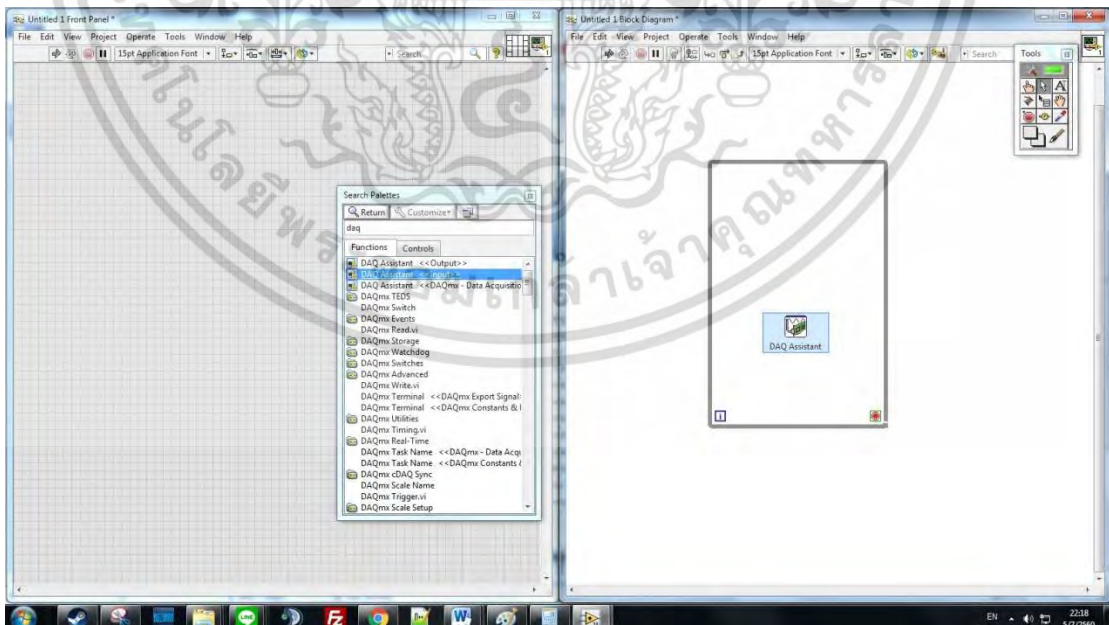 Untitled 1 Front Panel *
File Edit View Project Operate Tools Window Help
15pt Application Font
Search
Search Palettes
Return Customize
daq
Functions Controls
DAQ Assistant <<Output>>
DAQ Assistant <<Input>>
DAQ Assistant <<DAQmx - Data Acquisitio
DAQmx TEDS
DAQmx Switch
DAQmx Events
DAQmx Read.vi
DAQmx Storage
DAQmx Watchdog
DAQmx Switches
DAQmx Advanced
DAQmx Write.vi
DAQmx Terminal <<DAQmx Export Signal
DAQmx Terminal <<DAQmx Constants &
DAQmx Utilities
DAQmx Timing.vi
DAQmx Real-Time
DAQmx Task Name <<DAQmx - Data Acqu
DAQmx Task Name <<DAQmx Constants &
DAQmx cDAQ Sync
DAQmx Scale Name
DAQmx Trigger.vi
DAQmx Scale Setup
Untitled 1 Block Diagram *
File Edit View Project Operate Tools Window Help
15pt Application Font
Search
Tools
A
DAQ Assistant
i
LINE
W
EN
22:18
5/7/2560